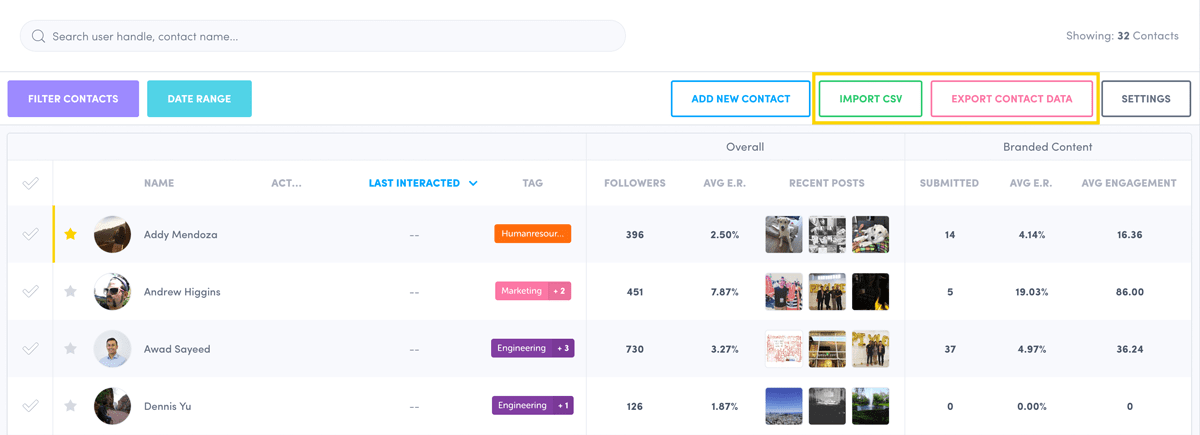 Search user handle, contact name...
Showing: 32 Contacts
FILTER CONTACTS DATE RANGE ADD NEW CONTACT IMPORT CSV EXPORT CONTACT DATA SETTINGS
Overall Branded Content
NAME ACT... LAST INTERACTED TAG FOLLOWERS AVG E.R. RECENT POSTS SUBMITTED AVG E.R. AVG ENGAGEMENT
Addy Mendoza -- Humanresour... 396 2.50% 14 4.14% 16.36
Andrew Higgins -- Marketing + 2 451 7.87% 5 19.03% 86.00
Awad Sayeed -- Engineering + 3 730 3.27% 37 4.97% 36.24
Dennis Yu -- Engineering + 1 126 1.87% 0 0.00% 0